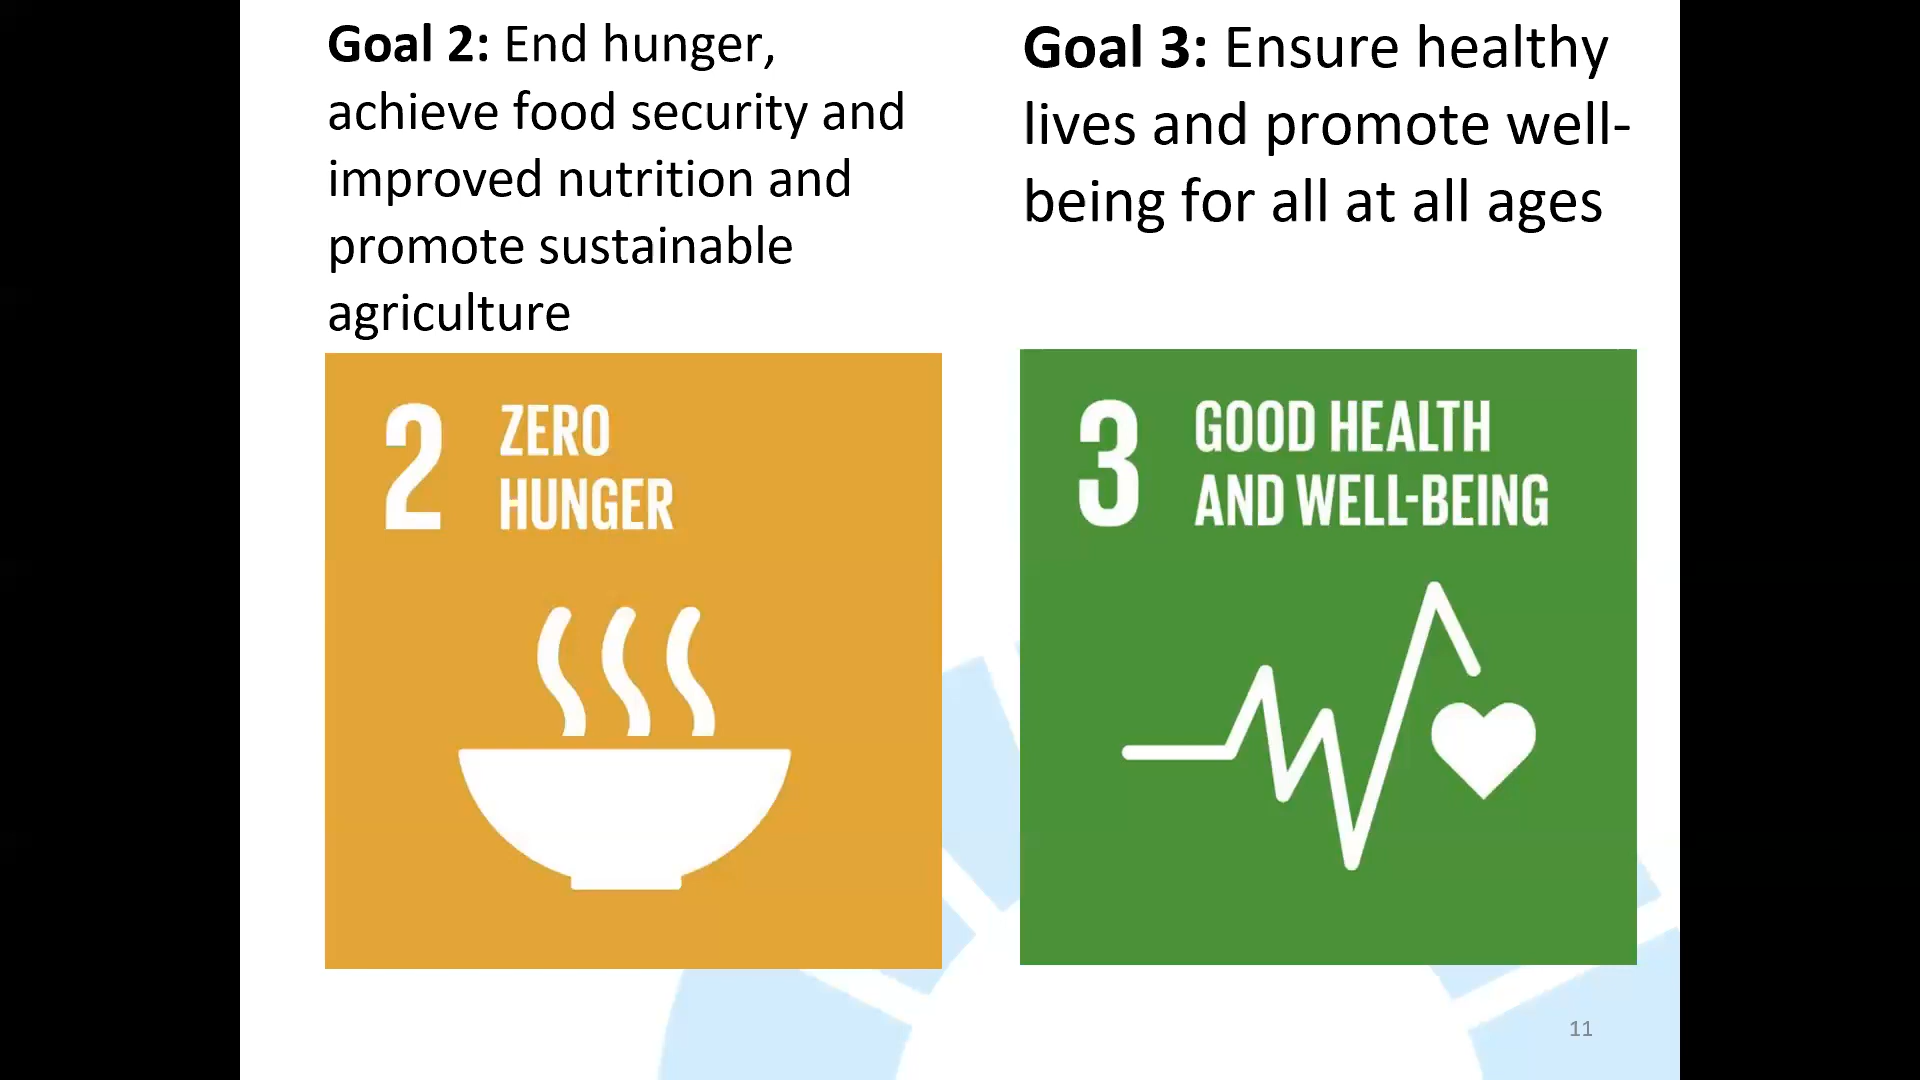 Goal 2: End hunger,
achieve food security and
improved nutrition and
promote sustainable
agriculture
Goal 3: Ensure healthy
lives and promote well-
being for all at all ages
2
ZERO
HUNGER
3
GOOD HEALTH
AND WELL-BEING
11